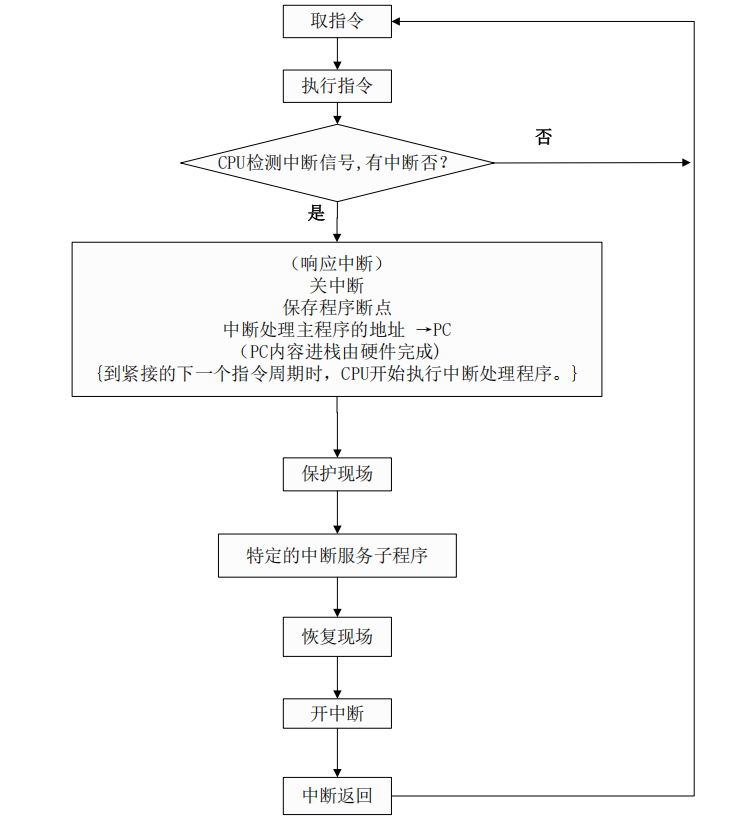 取指令
执行指令
CPU检测中断信号,有中断否?
否
是
（响应中断）
关中断
保存程序断点
中断处理主程序的地址 →PC
（PC内容进栈由硬件完成)
{到紧接的下一个指令周期时，CPU开始执行中断处理程序。}
保护现场
特定的中断服务子程序
恢复现场
开中断
中断返回